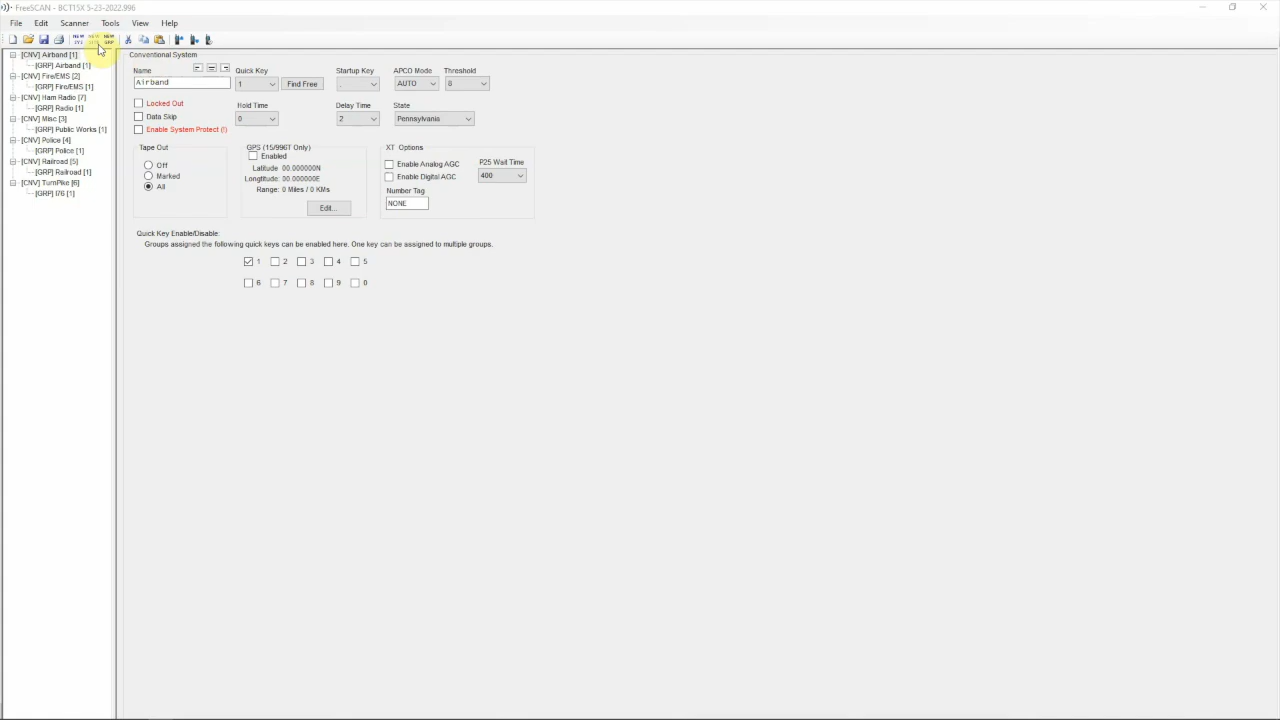 FreeSCAN - BCT15X 5-23-2022.996
File Edit Scanner Tools View Help
NEW SYS NEW SITE NEW GRP
[CNV] Airband [1]
[GRP] Airband [1]
[CNV] Fire/EMS [2]
[GRP] Fire/EMS [1]
[CNV] Ham Radio [7]
[GRP] Radio [1]
[CNV] Misc [3]
[GRP] Public Works [1]
[CNV] Police [4]
[GRP] Police [1]
[CNV] Railroad [5]
[GRP] Railroad [1]
[CNV] TurnPike [6]
[GRP] I76 [1]
Conventional System
Name Quick Key Startup Key APCO Mode Threshold
Airband 1 Find Free . AUTO 8
Locked Out Hold Time Delay Time State
Data Skip 0 2 Pennsylvania
Enable System Protect (!)
Tape Out GPS (15/996T Only) XT Options
Off
Marked
All
Enabled
Latitude 00.000000N
Longtitude 00.000000E
Range: 0 Miles / 0 KMs
Edit...
Enable Analog AGC P25 Wait Time
Enable Digital AGC 400
Number Tag
NONE
Quick Key Enable/Disable:
Groups assigned the following quick keys can be enabled here. One key can be assigned to multiple groups.
1 2 3 4 5
6 7 8 9 0